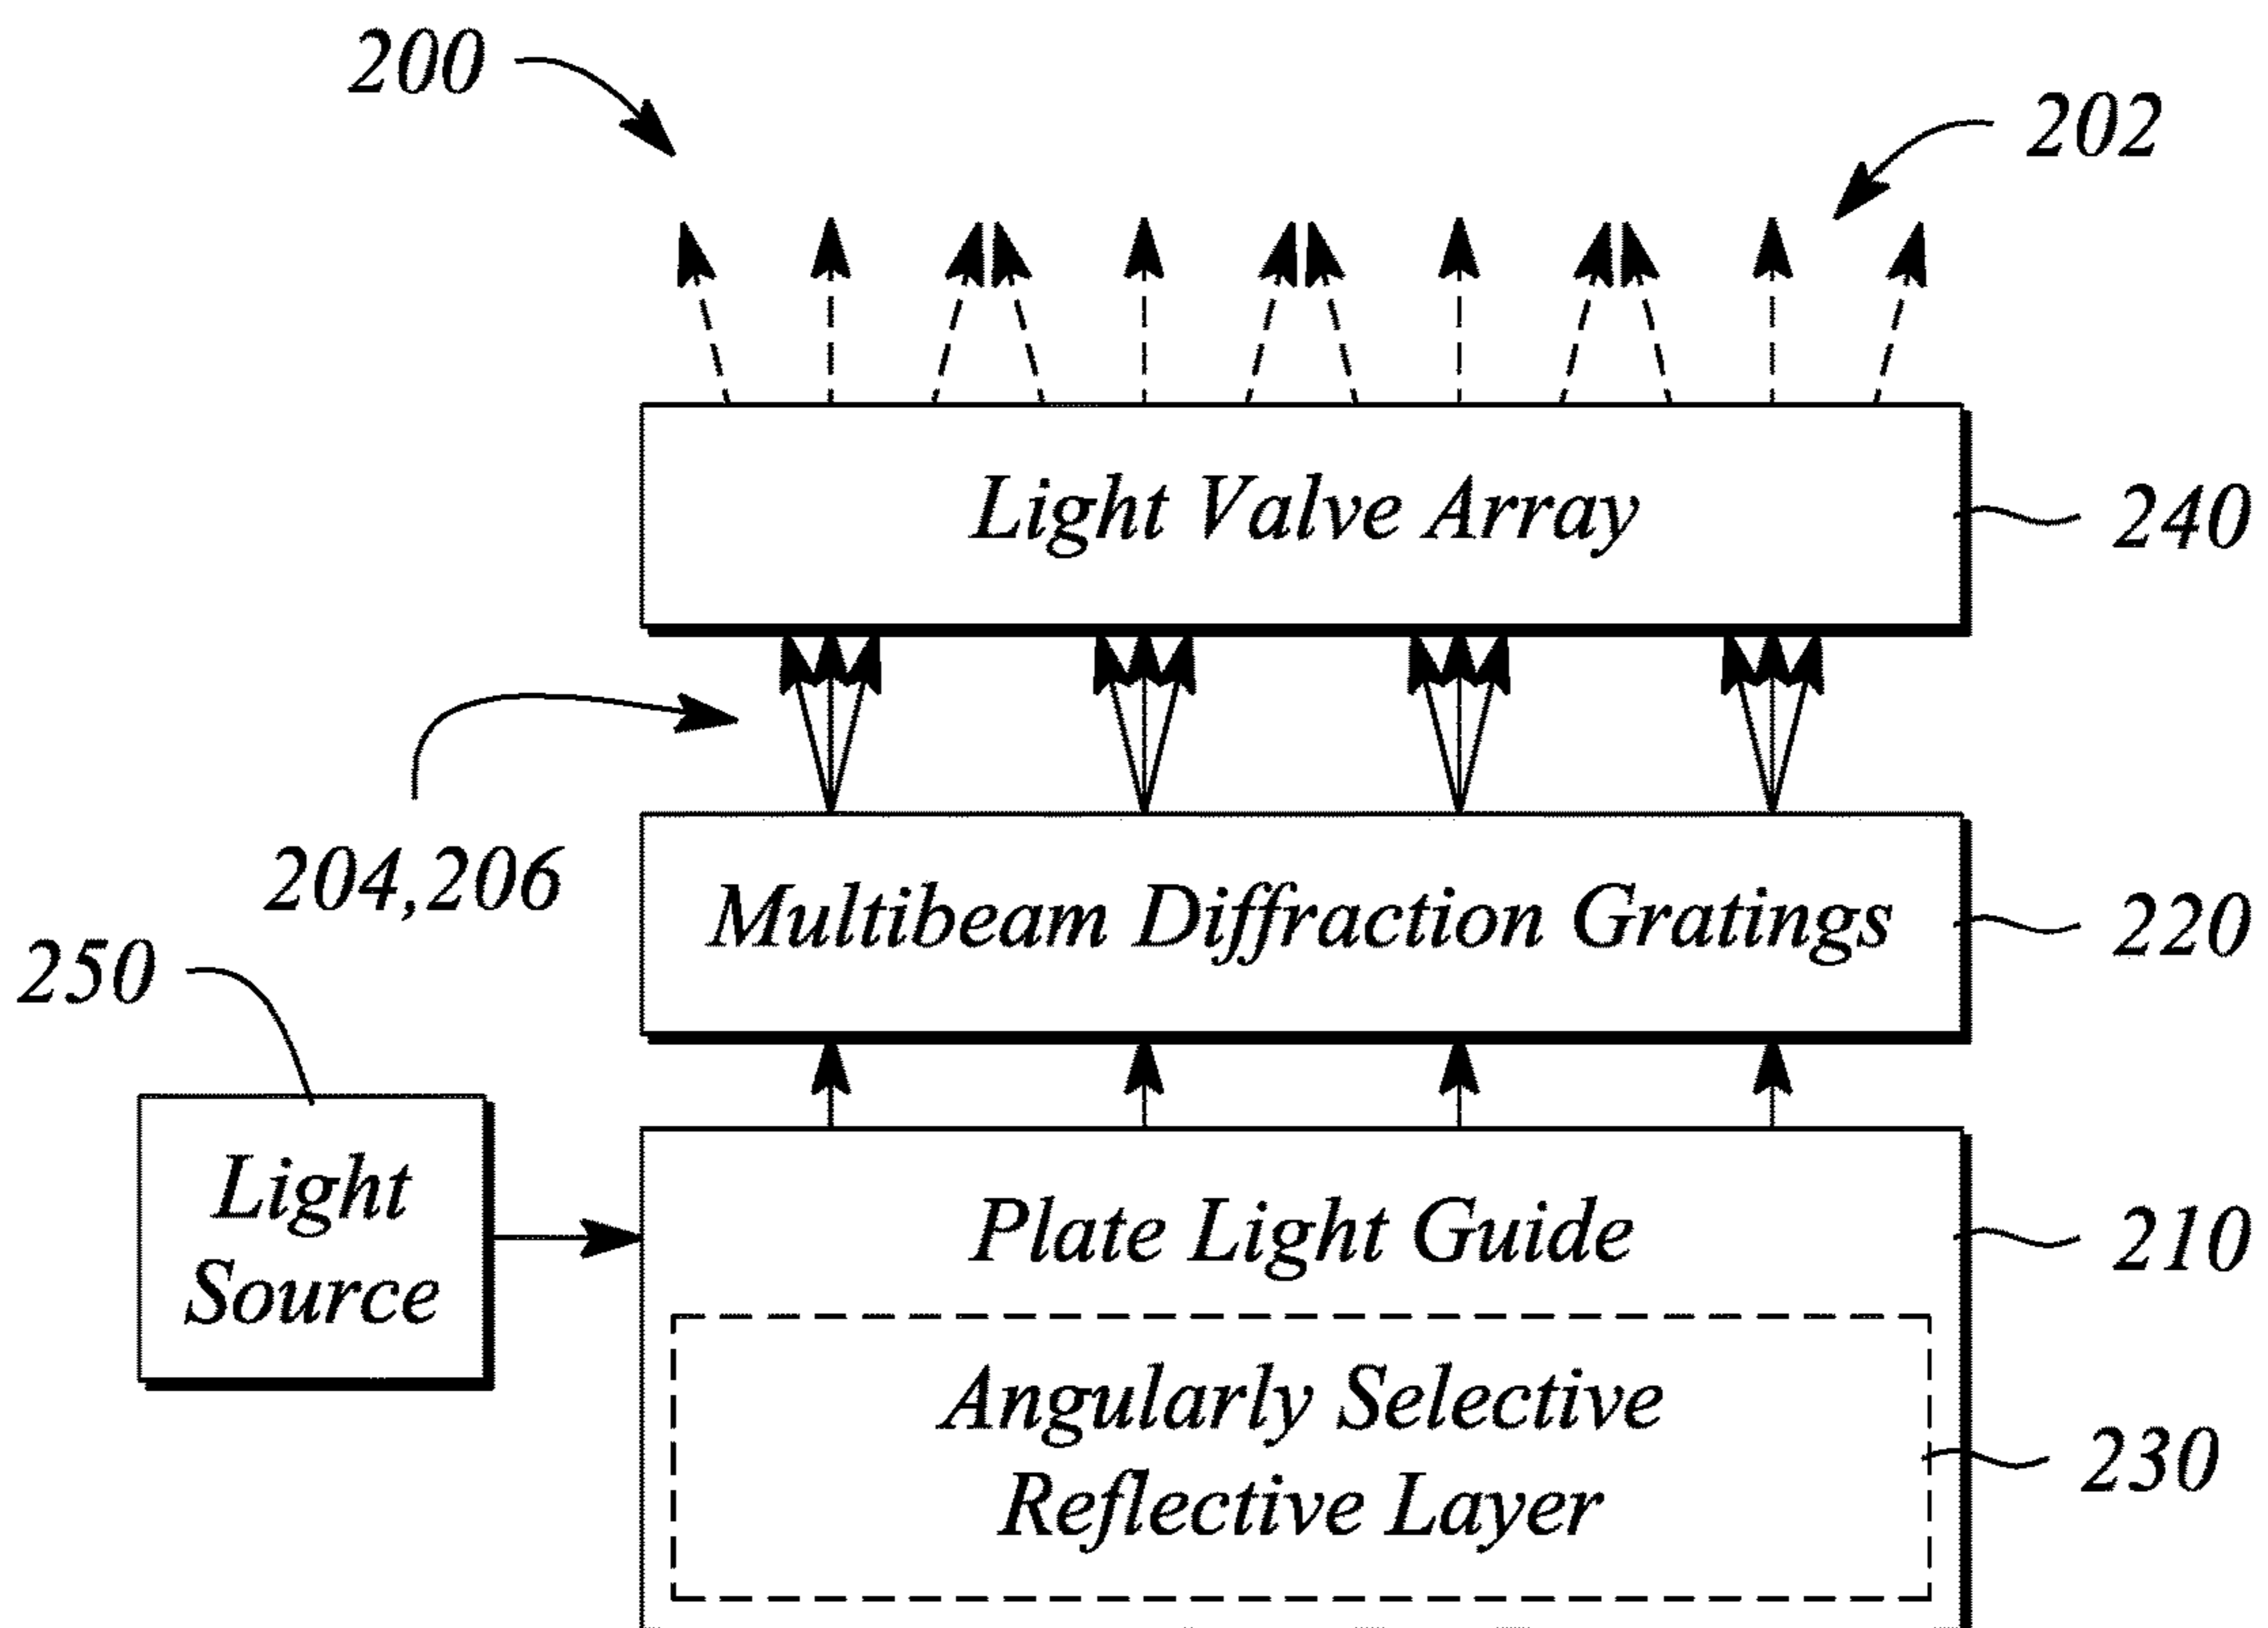 200
202
Light Valve Array
240
204,206
Multibeam Diffraction Gratings
220
250
Light
Source
Plate Light Guide
210
Angularly Selective
Reflective Layer
230